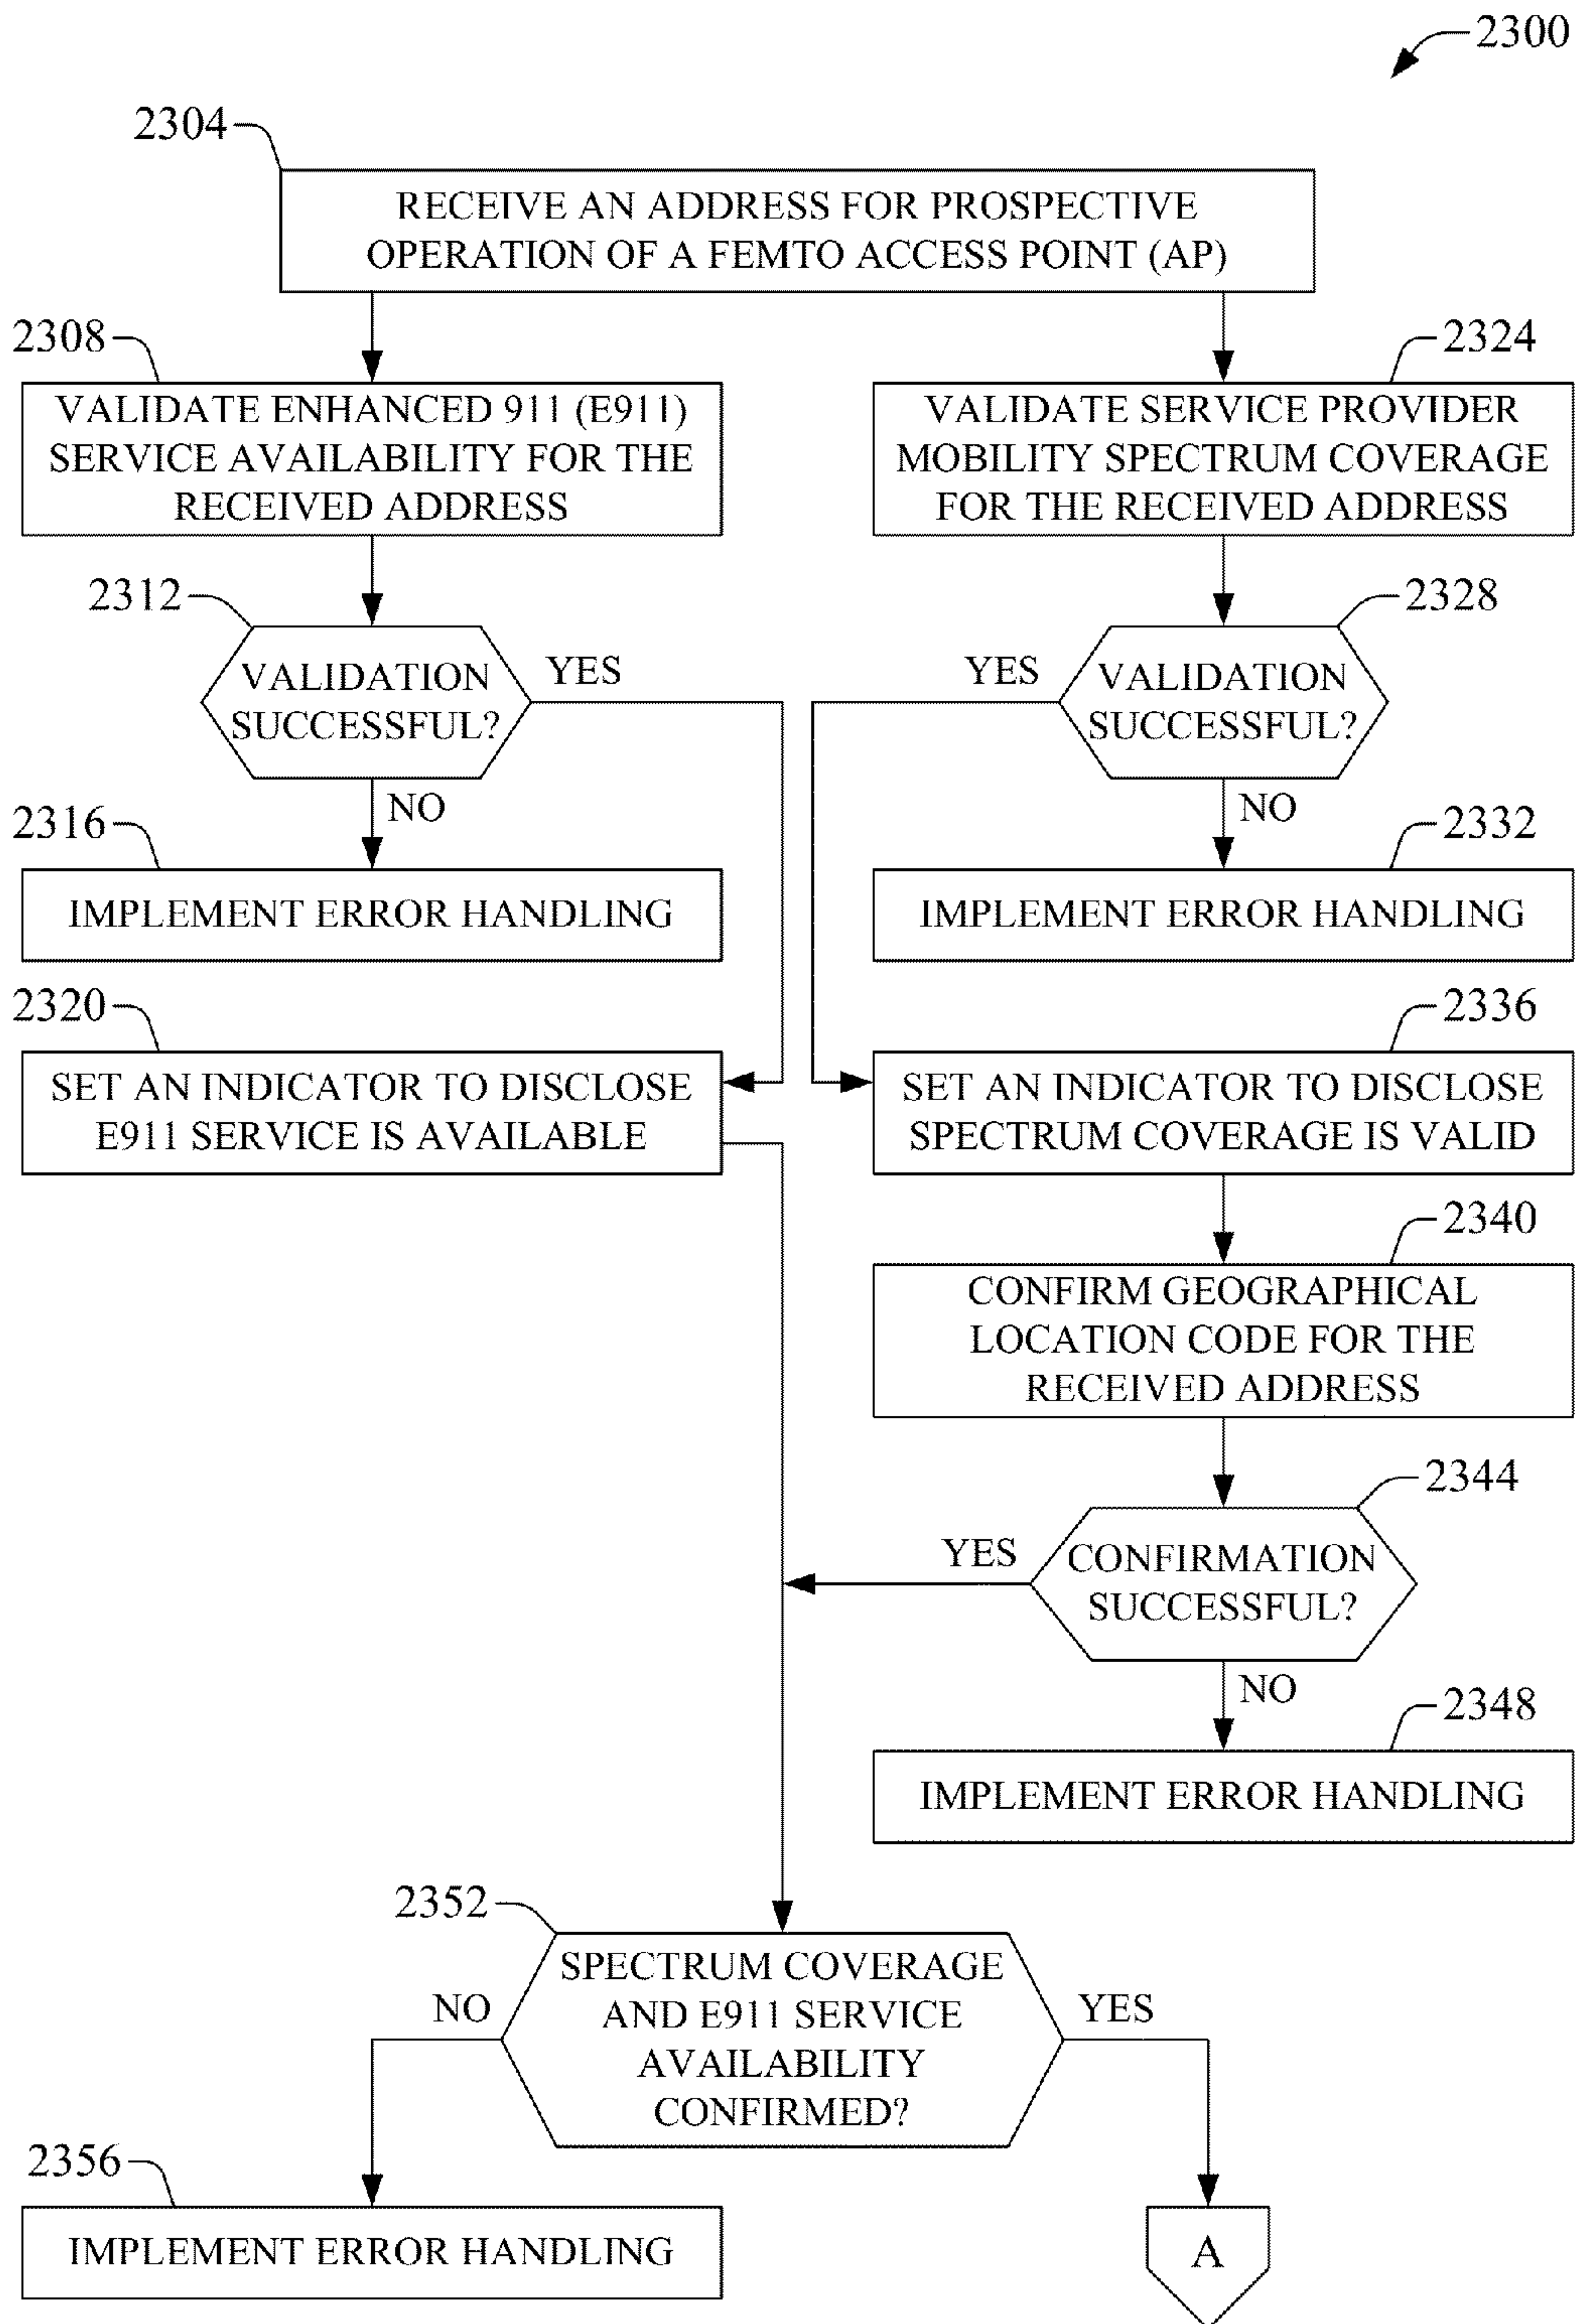 2300
2304
RECEIVE AN ADDRESS FOR PROSPECTIVE
OPERATION OF A FEMTO ACCESS POINT (AP)
2308
VALIDATE ENHANCED 911 (E911)
SERVICE AVAILABILITY FOR THE
RECEIVED ADDRESS
2324
VALIDATE SERVICE PROVIDER
MOBILITY SPECTRUM COVERAGE
FOR THE RECEIVED ADDRESS
2312
VALIDATION
SUCCESSFUL?
YES
NO
2328
YES
VALIDATION
SUCCESSFUL?
NO
2316
IMPLEMENT ERROR HANDLING
2332
IMPLEMENT ERROR HANDLING
2320
SET AN INDICATOR TO DISCLOSE
E911 SERVICE IS AVAILABLE
2336
SET AN INDICATOR TO DISCLOSE
SPECTRUM COVERAGE IS VALID
2340
CONFIRM GEOGRAPHICAL
LOCATION CODE FOR THE
RECEIVED ADDRESS
2344
YES
CONFIRMATION
SUCCESSFUL?
NO
2348
IMPLEMENT ERROR HANDLING
2352
SPECTRUM COVERAGE
AND E911 SERVICE
AVAILABILITY
CONFIRMED?
NO
YES
2356
IMPLEMENT ERROR HANDLING
A